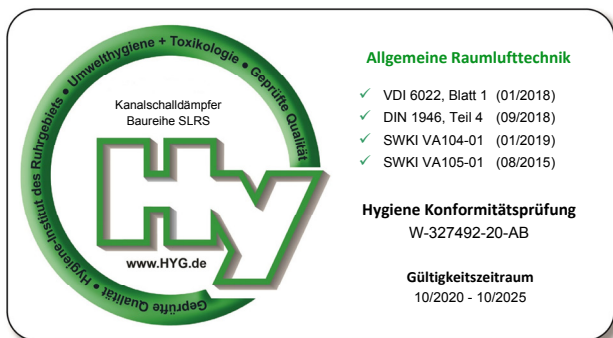 Hygiene-Institut des Ruhrgebiets • Umwelthygiene + Toxikologie • Geprüfte Qualität
Geprüfte Qualität •
Kanalschalldämpfer
Baureihe SLRS
Hy
www.HYG.de
Allgemeine Raumlufttechnik
✓ VDI 6022, Blatt 1 (01/2018)
✓ DIN 1946, Teil 4 (09/2018)
✓ SWKI VA104-01 (01/2019)
✓ SWKI VA105-01 (08/2015)
Hygiene Konformitätsprüfung
W-327492-20-AB
Gültigkeitszeitraum
10/2020 - 10/2025